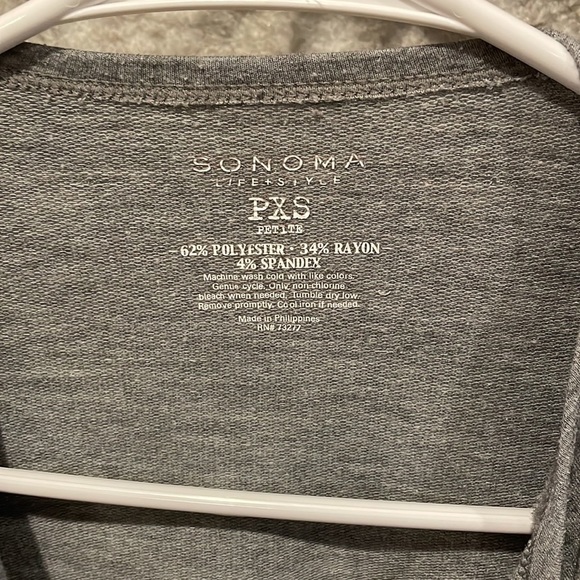 SONOMA
LIFE+STYLE
PXS
PETITE
62% POLYESTER · 34% RAYON
4% SPANDEX
Machine wash cold with like colors.
Genus cycle. Only non chlorine
bleach when needed. Tumble dry low.
Remove promptly. Cool iron if needed.
Made in Philippines
RN# 73277